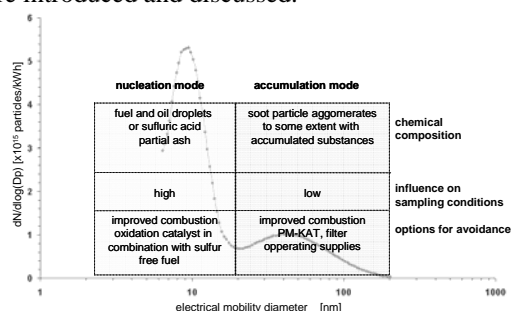 re introduced and discussed.
6
5
4
3
2
1
0
dN/dlog(Dp) [x10¹⁵ particles/kWh]
nucleation mode
accumulation mode
fuel and oil droplets
or sulfuric acid
partial ash
soot particle aggomerates
to some extent with
accumulated substances
chemical
composition
high
low
influence on
sampling conditions
improved combustion
oxidation catalyst in
combination with sulfur
free fuel
improved combustion
PM-KAT, filter
opperating supplies
options for avoidance
1
10
100
1000
electrical mobility diameter [nm]